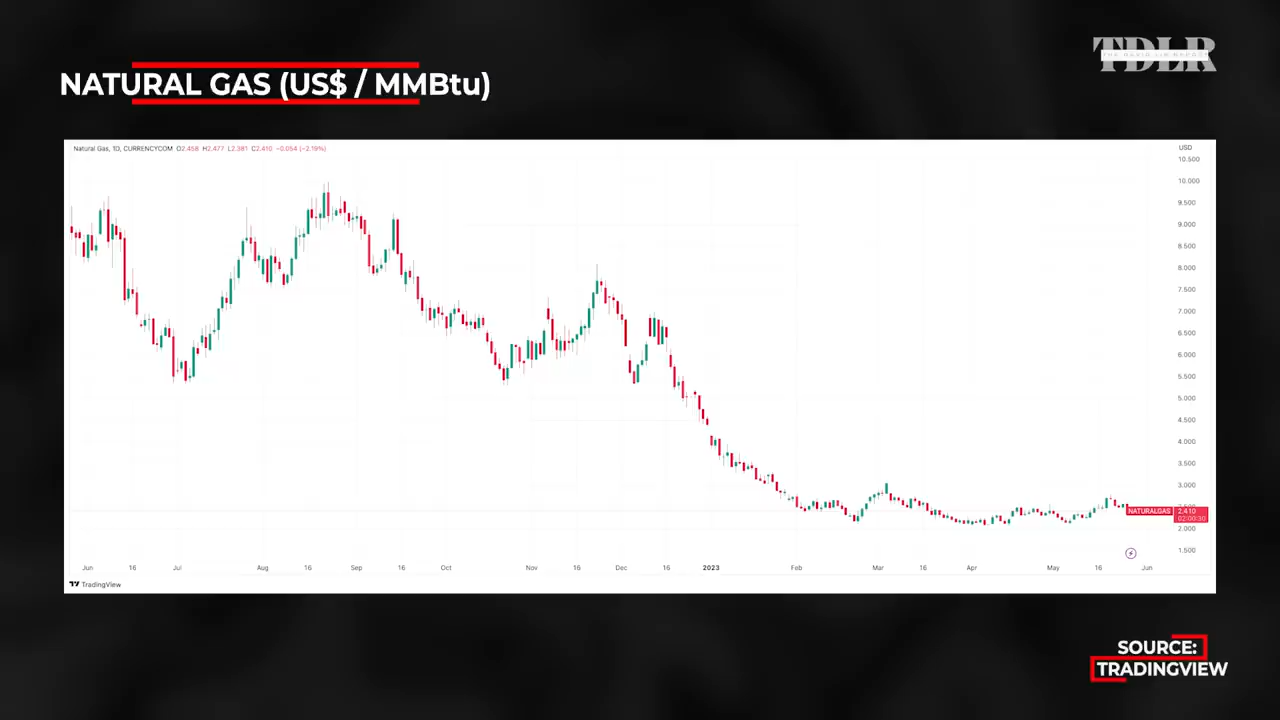 TDLR
NATURAL GAS (US$ / MMBtu)
Natural Gas, 1D, CURRENCYCOM O2.458 H2.477 L2.381 C2.410 −0.054 (−2.19%)
USD
10.500
10.000
9.500
9.000
8.500
8.000
7.500
7.000
6.500
6.000
5.500
5.000
4.500
4.000
3.500
3.000
NATURALGAS 2.410
02:00:30
2.000
1.500
Jun 16 Jul Aug 16 Sep 16 Oct Nov 16 Dec 16 2023 Feb Mar 16 Apr May 16 Jun
TradingView
SOURCE:
TRADINGVIEW